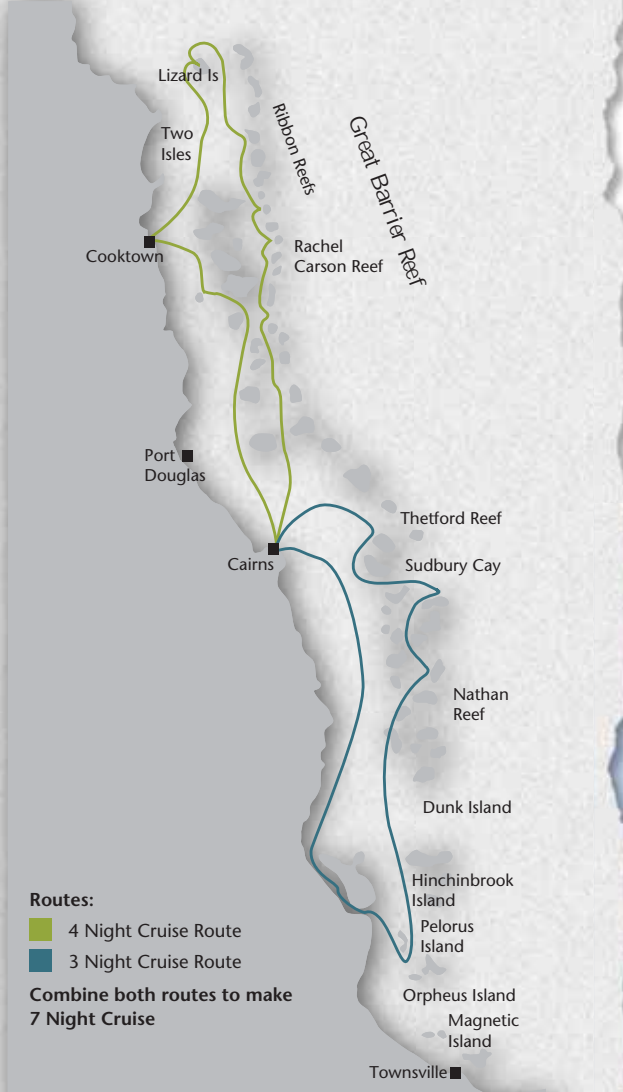 Lizard Is
Two
Isles
Ribbon Reefs
Great Barrier Reef
Cooktown
Rachel
Carson Reef
Port
Douglas
Thetford Reef
Cairns
Sudbury Cay
Nathan
Reef
Dunk Island
Hinchinbrook
Island
Pelorus
Island
Routes:
4 Night Cruise Route
3 Night Cruise Route
Combine both routes to make
7 Night Cruise
Orpheus Island
Magnetic
Island
Townsville